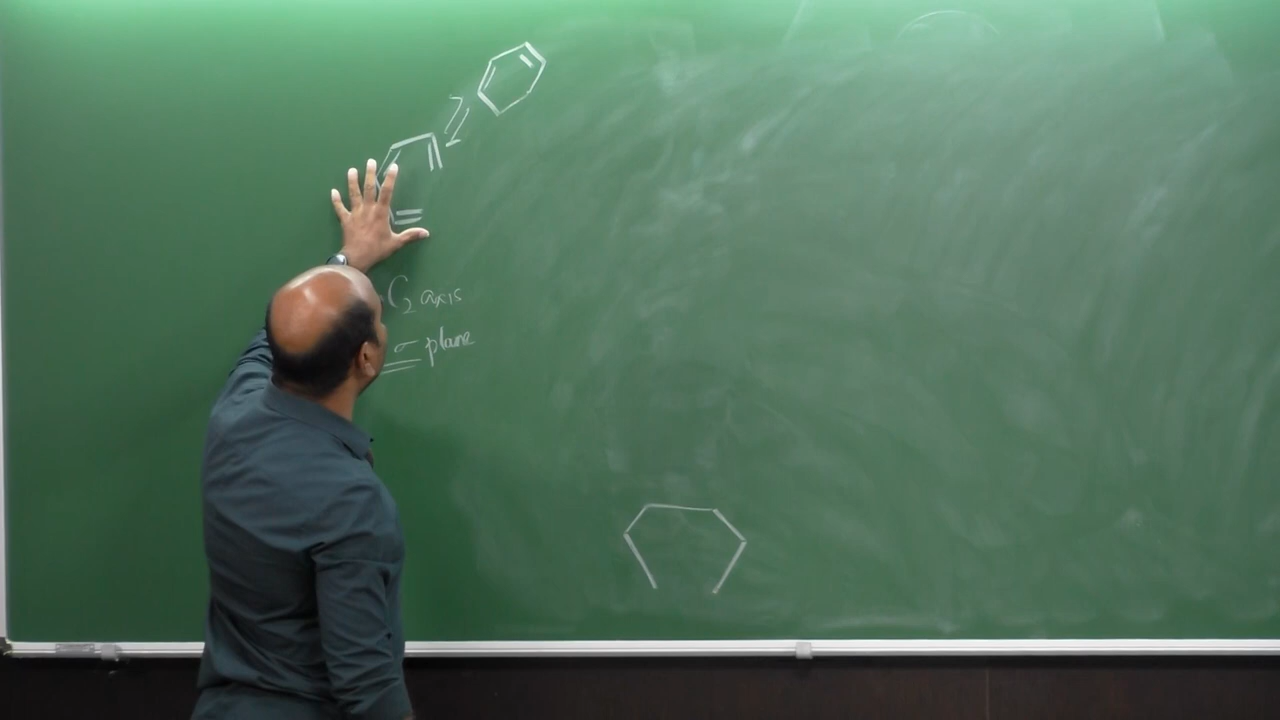 C₂ axis
σ plane